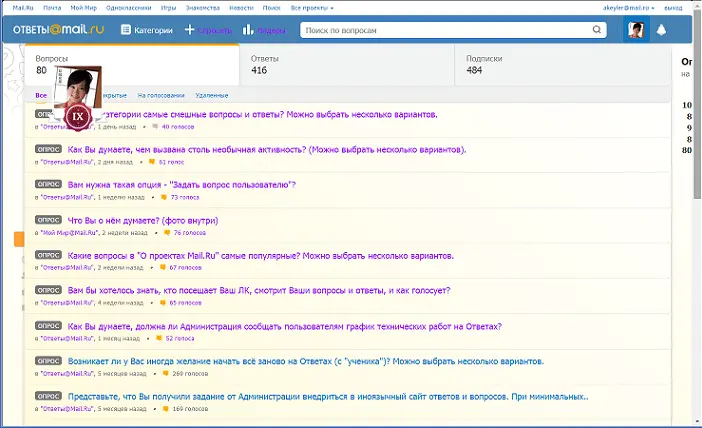 Mail.Ru Почта Мой Мир Одноклассники Игры Знакомства Новости Поиск Все проекты akeyler@mail.ru выход
ОТВЕТЫ@mail.ru Категории Спросить Лидеры Поиск по вопросам
Вопросы Ответы Подписки
80 416 484
Все крытые На голосовании Удаленные
ОПРОС категории самые смешные вопросы и ответы? Можно выбрать несколько вариантов.
в "Ответы@Mail.Ru", 1 день назад • 40 голосов
IX
ОПРОС Как Вы думаете, чем вызвана столь необычная активность? (Можно выбрать несколько вариантов).
в "Ответы@Mail.Ru", 2 дня назад • 61 голос
ОПРОС Вам нужна такая опция - "Задать вопрос пользователю"?
в "Ответы@Mail.Ru", 1 неделю назад • 73 голоса
ОПРОС Что Вы о нём думаете? (фото внутри)
в "Мой Мир@Mail.Ru", 2 недели назад • 76 голосов
ОПРОС Какие вопросы в "О проектах Mail.Ru" самые популярные? Можно выбрать несколько вариантов.
в "Ответы@Mail.Ru", 2 недели назад • 67 голосов
ОПРОС Вам бы хотелось знать, кто посещает Ваш ЛК, смотрит Ваши вопросы и ответы, и как голосует?
в "Ответы@Mail.Ru", 4 недели назад • 65 голосов
ОПРОС Как Вы думаете, должна ли Администрация сообщать пользователям график технических работ на Ответах?
в "Ответы@Mail.Ru", 1 месяц назад • 52 голоса
ОПРОС Возникает ли у Вас иногда желание начать всё заново на Ответах (с "ученика")? Можно выбрать несколько вариантов.
в "Ответы@Mail.Ru", 5 месяцев назад • 269 голосов
ОПРОС Представьте, что Вы получили задание от Администрации внедриться в иноязычный сайт ответов и вопросов. При минимальных..
в "Ответы@Mail.Ru", 5 месяцев назад • 169 голосов
От
на
10
8
9
8
80